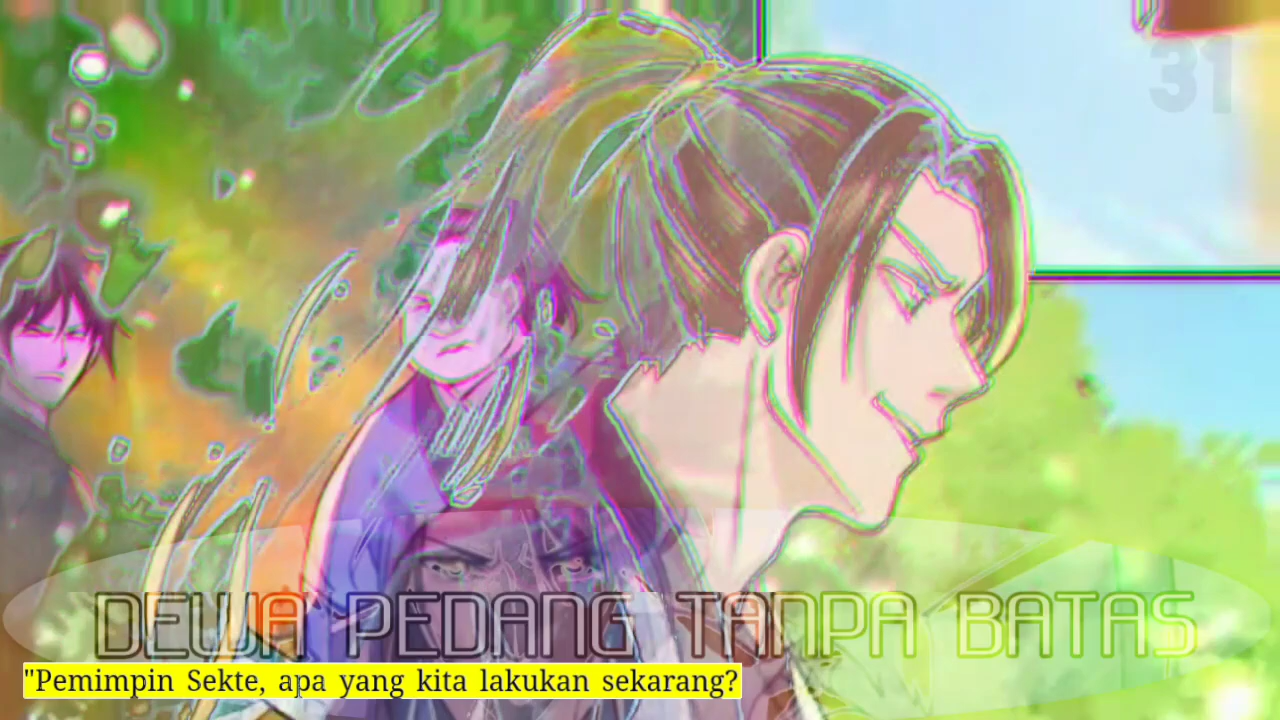 31
DEWA PEDANG TANPA BATAS
"Pemimpin Sekte, apa yang kita lakukan sekarang?